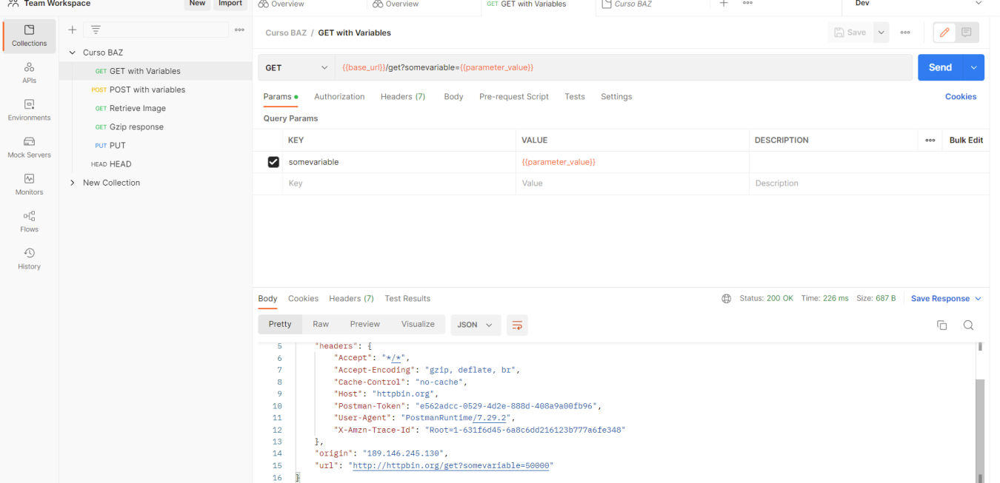 Team Workspace New Import Overview Overview GET GET with Variables Curso BAZ Dev
Collections
APIs
Environments
Mock Servers
Monitors
Flows
History
Curso BAZ
GET GET with Variables
POST POST with variables
GET Retrieve Image
GET Gzip response
PUT PUT
HEAD HEAD
New Collection
Curso BAZ / GET with Variables Save
GET {{base_url}}/get?somevariable={{parameter_value}} Send
Params Authorization Headers (7) Body Pre-request Script Tests Settings Cookies
Query Params
KEY VALUE DESCRIPTION Bulk Edit
somevariable {{parameter_value}}
Key Value Description
Body Cookies Headers (7) Test Results Status: 200 OK Time: 226 ms Size: 687 B Save Response
Pretty Raw Preview Visualize JSON
5 "headers": {
6 "Accept": "*/*",
7 "Accept-Encoding": "gzip, deflate, br",
8 "Cache-Control": "no-cache",
9 "Host": "httpbin.org",
10 "Postman-Token": "e562adcc-0529-4d2e-888d-408a9a00fb96",
11 "User-Agent": "PostmanRuntime/7.29.2",
12 "X-Amzn-Trace-Id": "Root=1-631f6d45-6a8c6dd216123b777a6fe348"
13 },
14 "origin": "189.146.245.130",
15 "url": "http://httpbin.org/get?somevariable=50000"
16 }